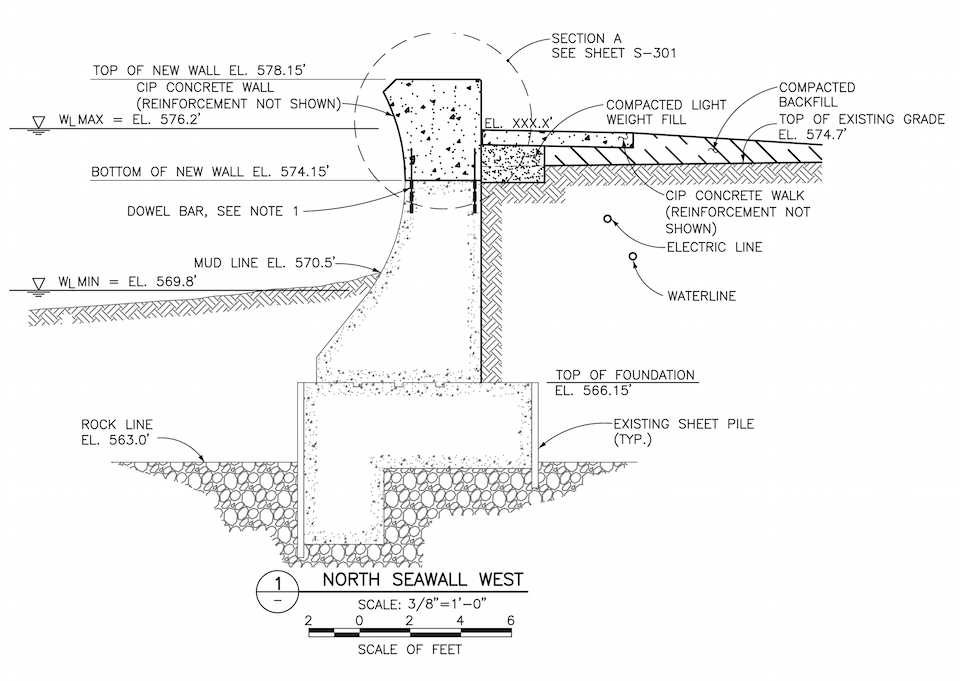 SECTION A
SEE SHEET S-301
TOP OF NEW WALL EL. 578.15'
CIP CONCRETE WALL
(REINFORCEMENT NOT SHOWN)
WLMAX = EL. 576.2'
EL. XXX.X'
COMPACTED LIGHT
WEIGHT FILL
COMPACTED
BACKFILL
TOP OF EXISTING GRADE
EL. 574.7'
BOTTOM OF NEW WALL EL. 574.15'
DOWEL BAR, SEE NOTE 1
CIP CONCRETE WALK
(REINFORCEMENT NOT
SHOWN)
ELECTRIC LINE
MUD LINE EL. 570.5'
WLMIN = EL. 569.8'
WATERLINE
TOP OF FOUNDATION
EL. 566.15'
ROCK LINE
EL. 563.0'
EXISTING SHEET PILE
(TYP.)
1
-
NORTH SEAWALL WEST
SCALE: 3/8"=1'-0"
2 0 2 4 6
SCALE OF FEET